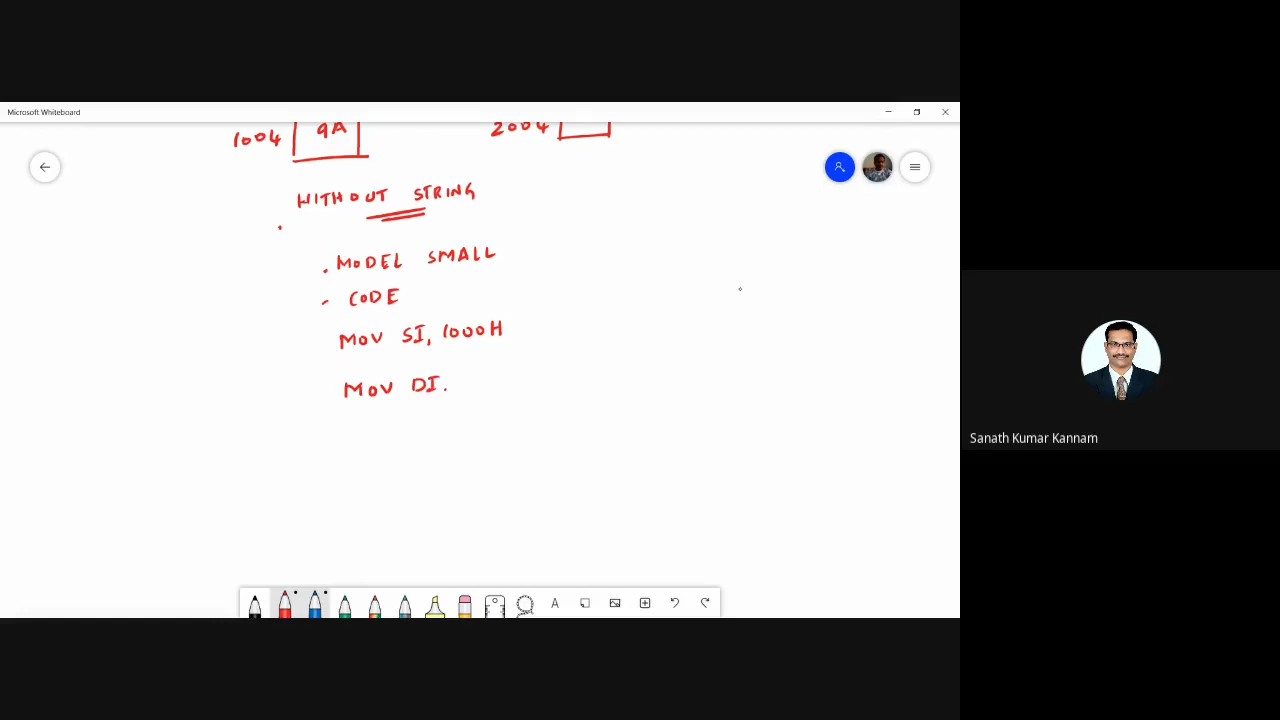 Microsoft Whiteboard
1004 9A 2004
WITHOUT STRING
. MODEL SMALL
. CODE
MOV SI, 1000H
MOV DI.
Sanath Kumar Kannam
A